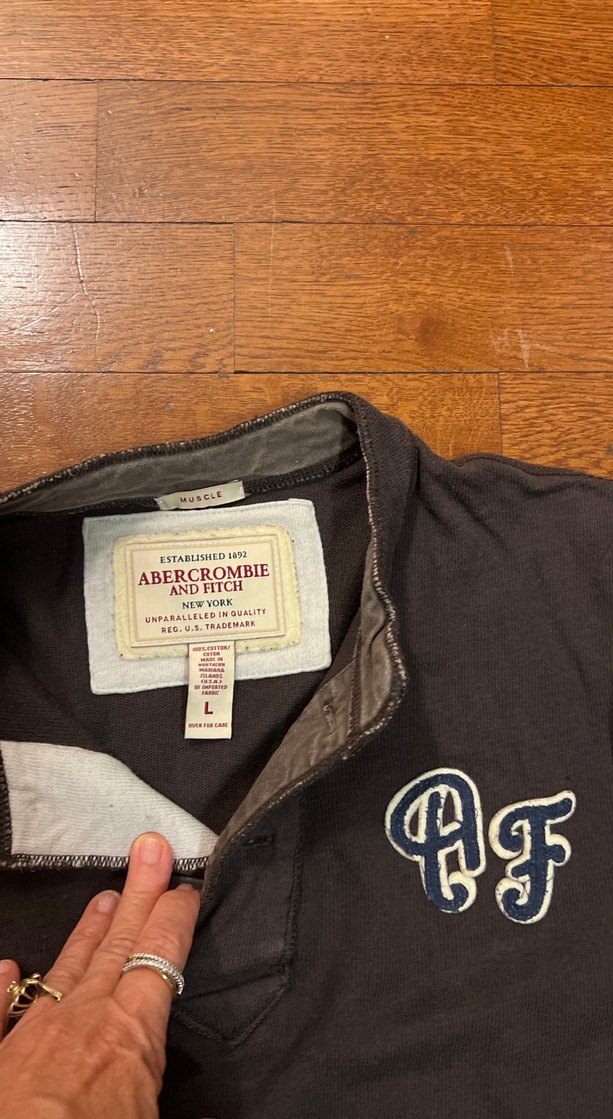 MUSCLE
ESTABLISHED 1892
ABERCROMBIE
AND FITCH
NEW YORK
UNPARALLELED IN QUALITY
REG. U.S. TRADEMARK
100% COTTON/
COTON
MADE IN
NORTHERN
MARIANA
ISLANDS
(U.S.A.)
OF IMPORTED
FABRIC
L
OVER FOR CARE
AF